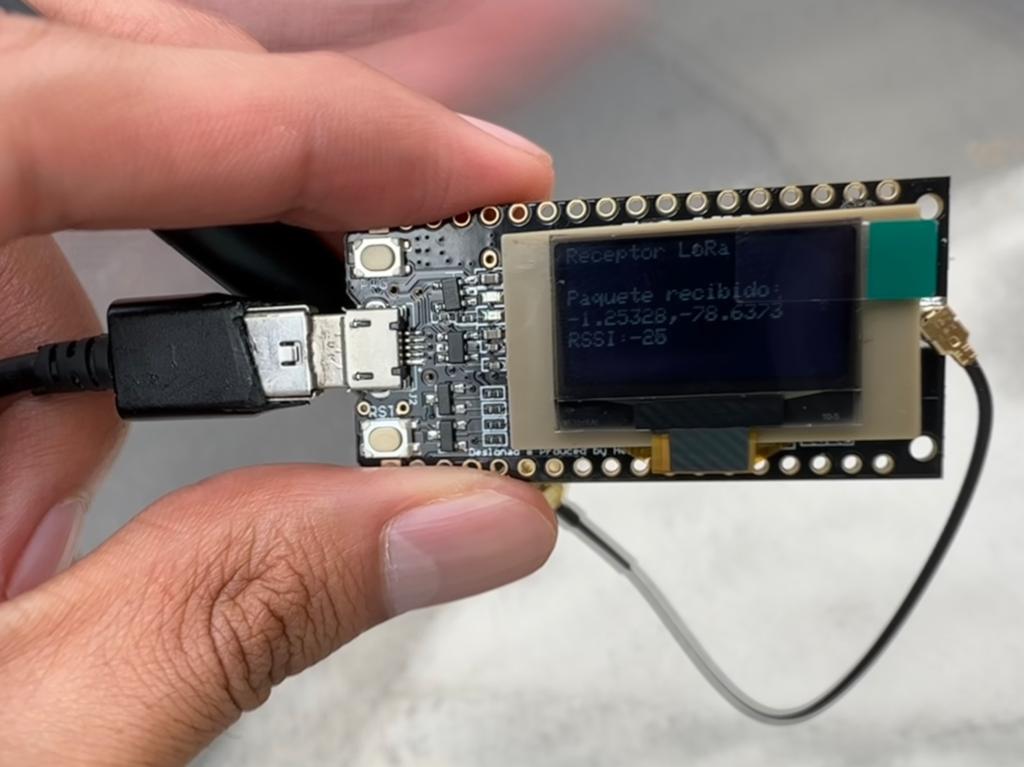 Receptor LoRa
Paquete recibido:
-1.25328,-78.6373
RSSI:-25
RST